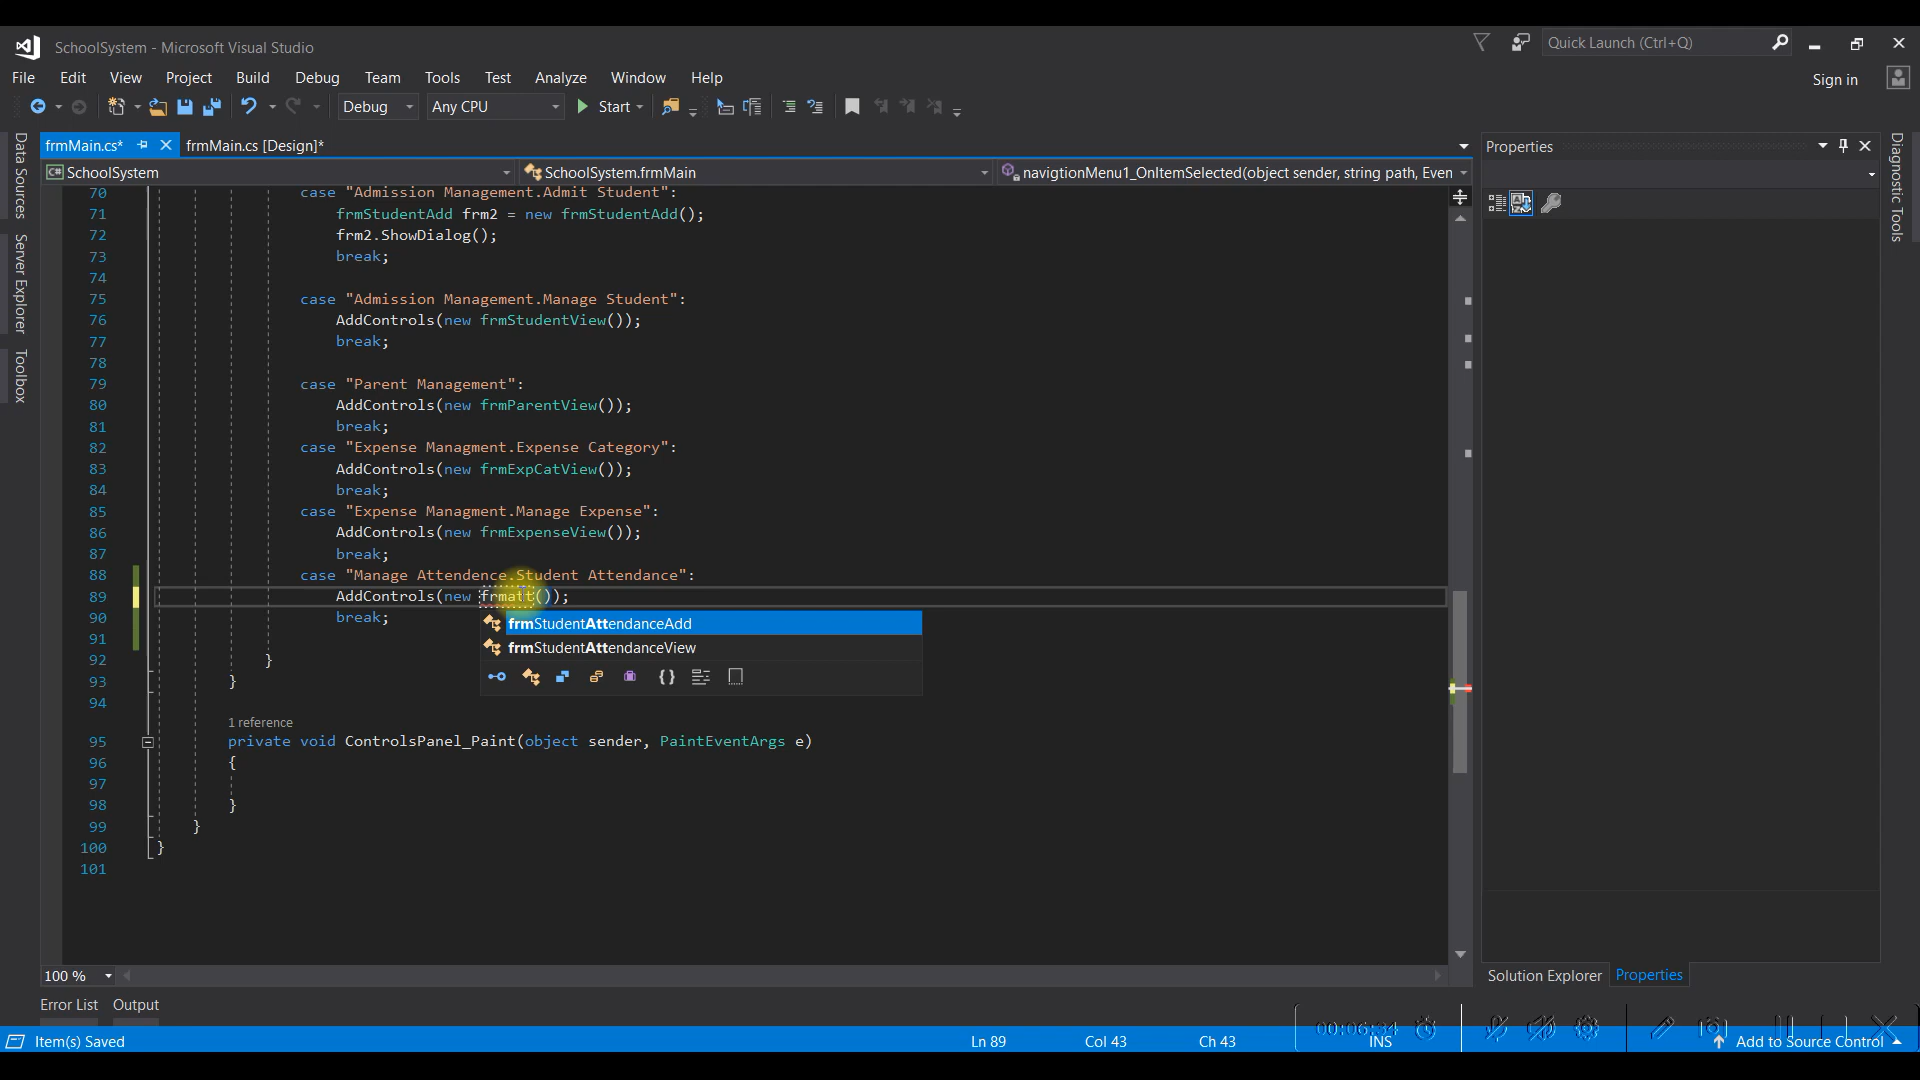 SchoolSystem - Microsoft Visual Studio
Quick Launch (Ctrl+Q)
File Edit View Project Build Debug Team Tools Test Analyze Window Help
Sign in
Debug Any CPU Start
frmMain.cs* frmMain.cs [Design]*
Properties
SchoolSystem SchoolSystem.frmMain navigtionMenu1_OnItemSelected(object sender, string path, Even
Data Sources
Server Explorer
Toolbox
Diagnostic Tools
70 case "Admission Management.Admit Student":
71 frmStudentAdd frm2 = new frmStudentAdd();
72 frm2.ShowDialog();
73 break;
74
75 case "Admission Management.Manage Student":
76 AddControls(new frmStudentView());
77 break;
78
79 case "Parent Management":
80 AddControls(new frmParentView());
81 break;
82 case "Expense Managment.Expense Category":
83 AddControls(new frmExpCatView());
84 break;
85 case "Expense Managment.Manage Expense":
86 AddControls(new frmExpenseView());
87 break;
88 case "Manage Attendence.Student Attendance":
89 AddControls(new frmatt());
90 break;
frmStudentAttendanceAdd
91
frmStudentAttendanceView
92 }
93 }
94
1 reference
95 private void ControlsPanel_Paint(object sender, PaintEventArgs e)
96 {
97
98 }
99 }
100 }
101
100 %
Solution Explorer Properties
Error List Output
00:06:34
Item(s) Saved Ln 89 Col 43 Ch 43 INS Add to Source Control